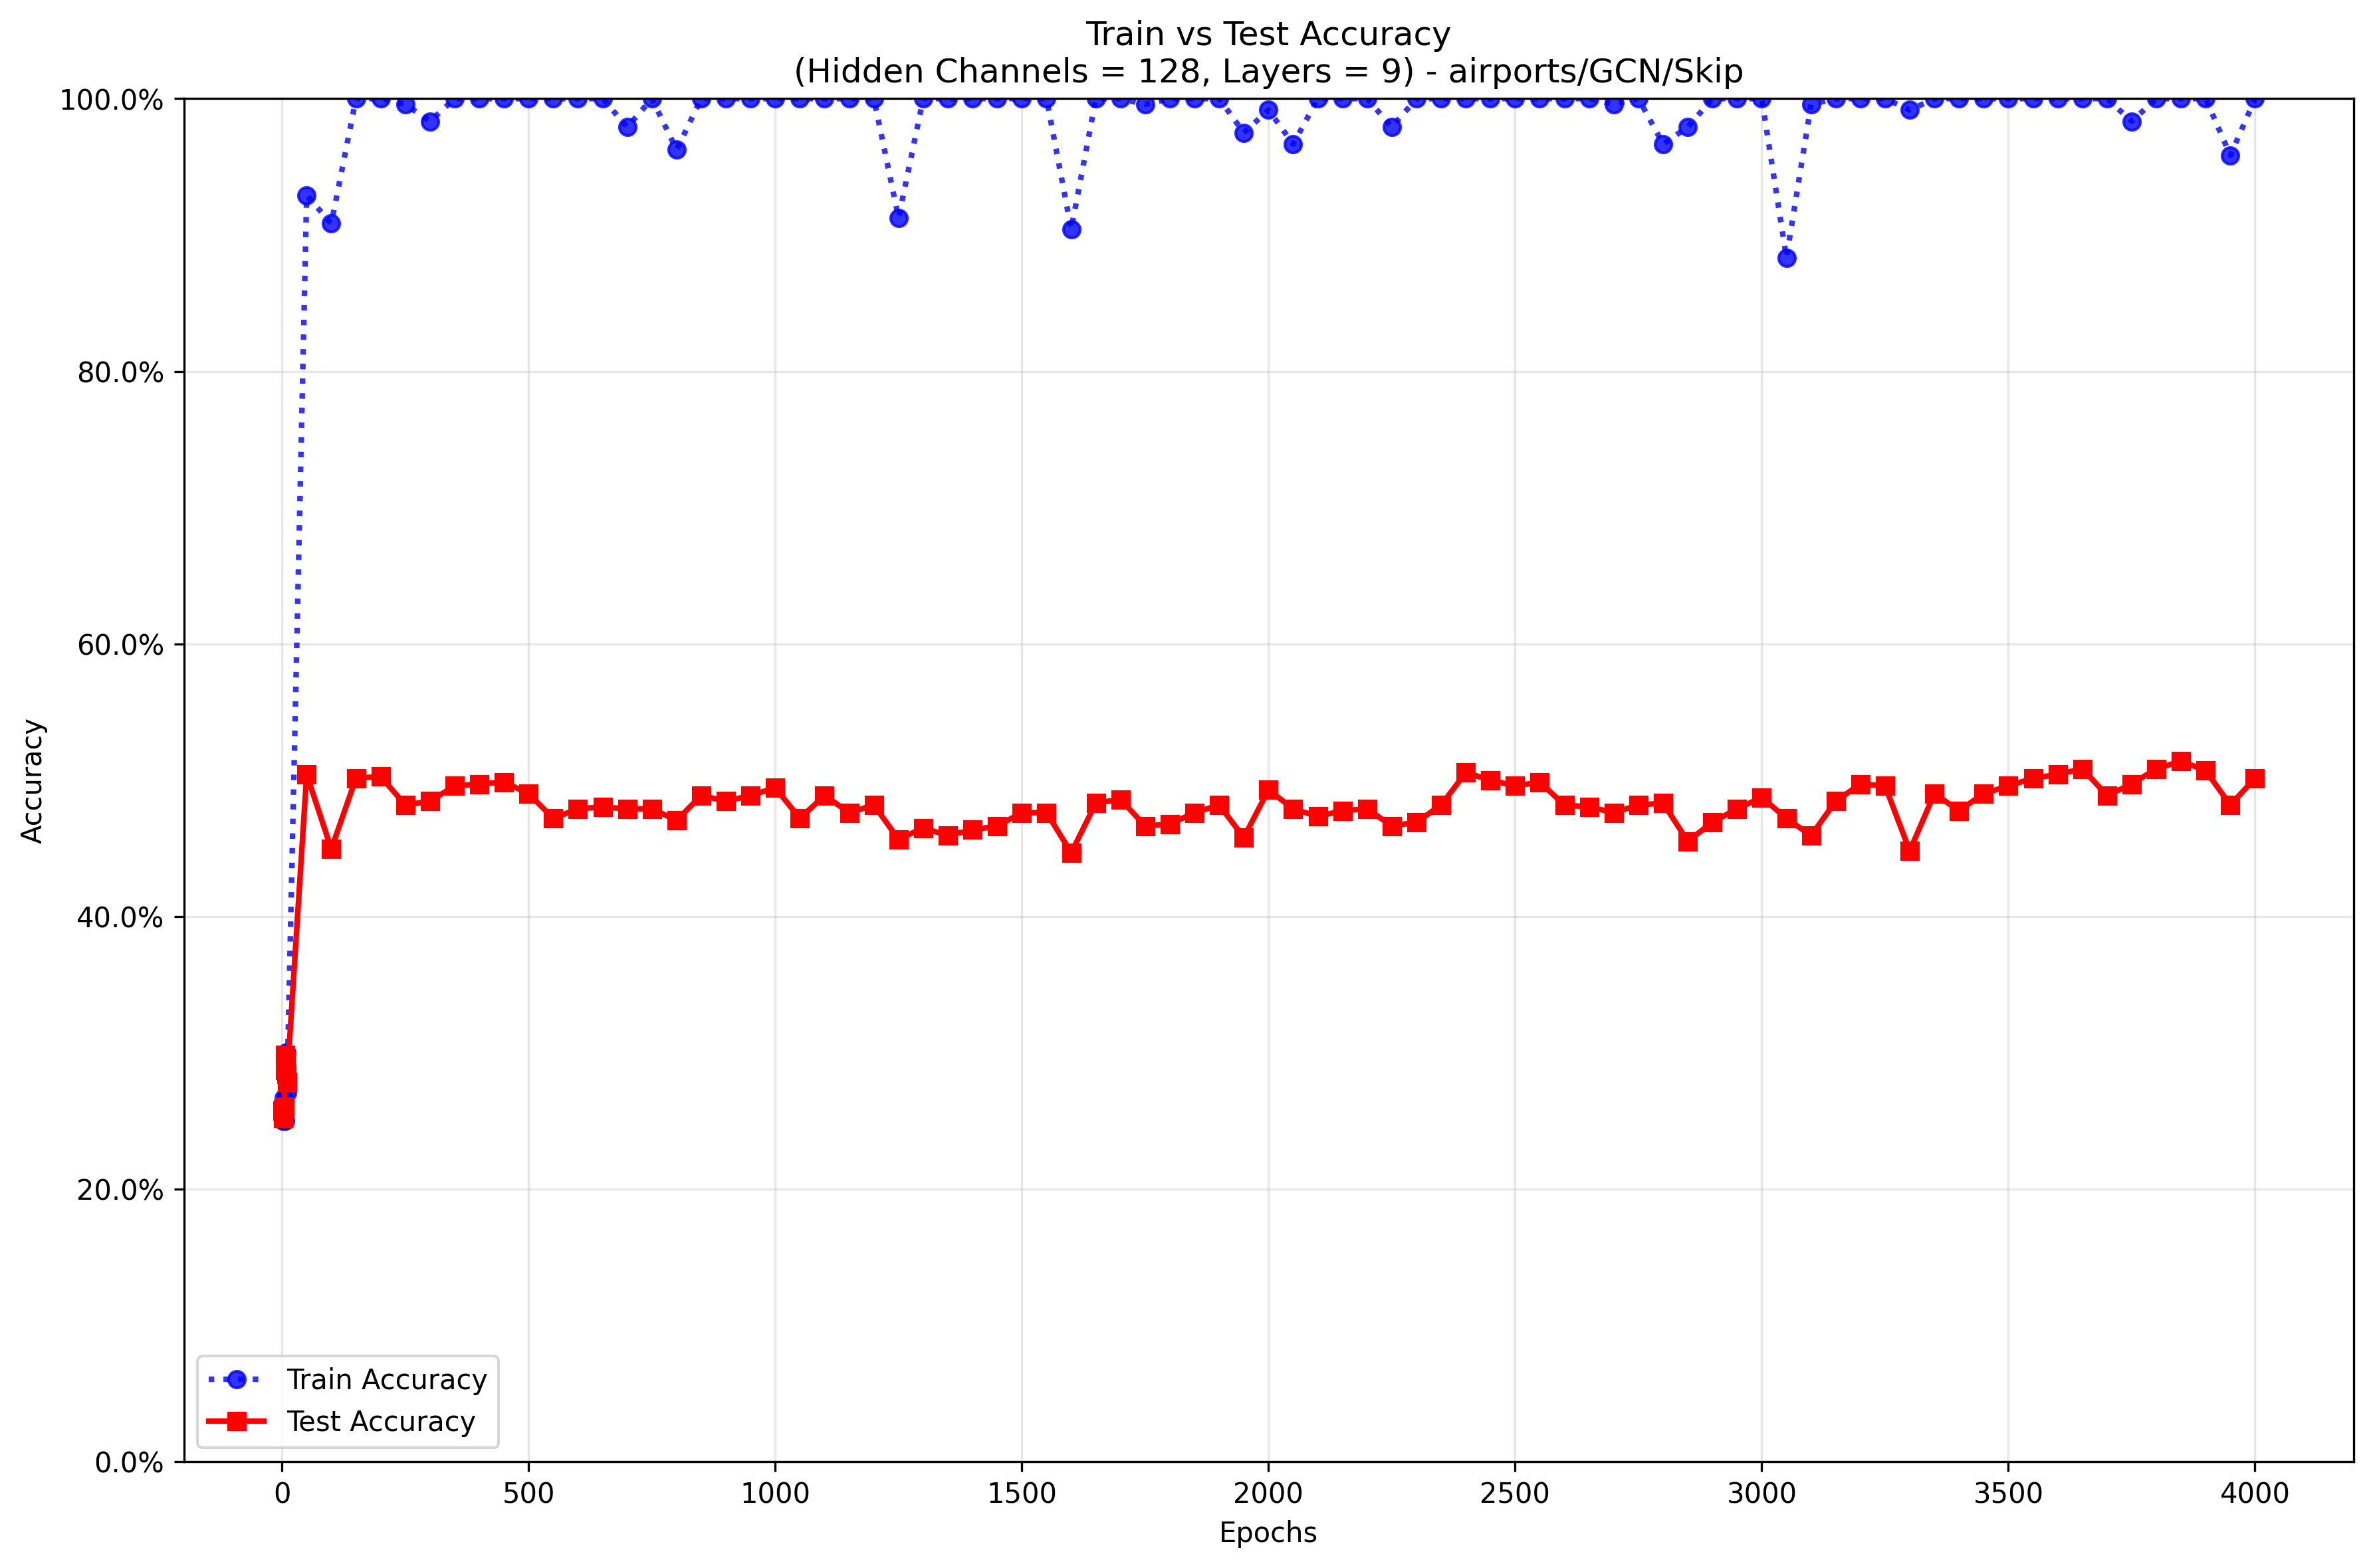 Train vs Test Accuracy
(Hidden Channels = 128, Layers = 9) - airports/GCN/Skip
100.0%
80.0%
60.0%
40.0%
20.0%
0.0%
Accuracy
Train Accuracy
Test Accuracy
0 500 1000 1500 2000 2500 3000 3500 4000
Epochs